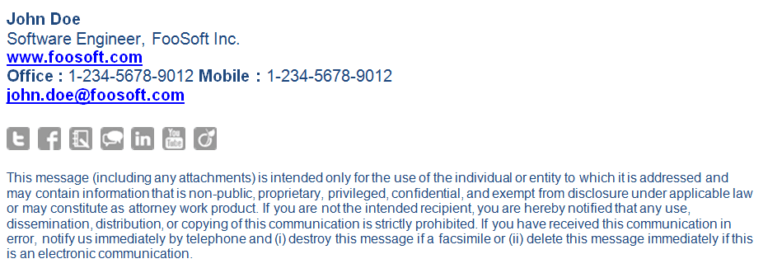 John Doe
Software Engineer, FooSoft Inc.
www.foosoft.com
Office : 1-234-5678-9012 Mobile : 1-234-5678-9012
john.doe@foosoft.com
t f in You Tube
This message (including any attachments) is intended only for the use of the individual or entity to which it is addressed and
may contain information that is non-public, proprietary, privileged, confidential, and exempt from disclosure under applicable law
or may constitute as attorney work product. If you are not the intended recipient, you are hereby notified that any use,
dissemination, distribution, or copying of this communication is strictly prohibited. If you have received this communication in
error, notify us immediately by telephone and (i) destroy this message if a facsimile or (ii) delete this message immediately if this
is an electronic communication.